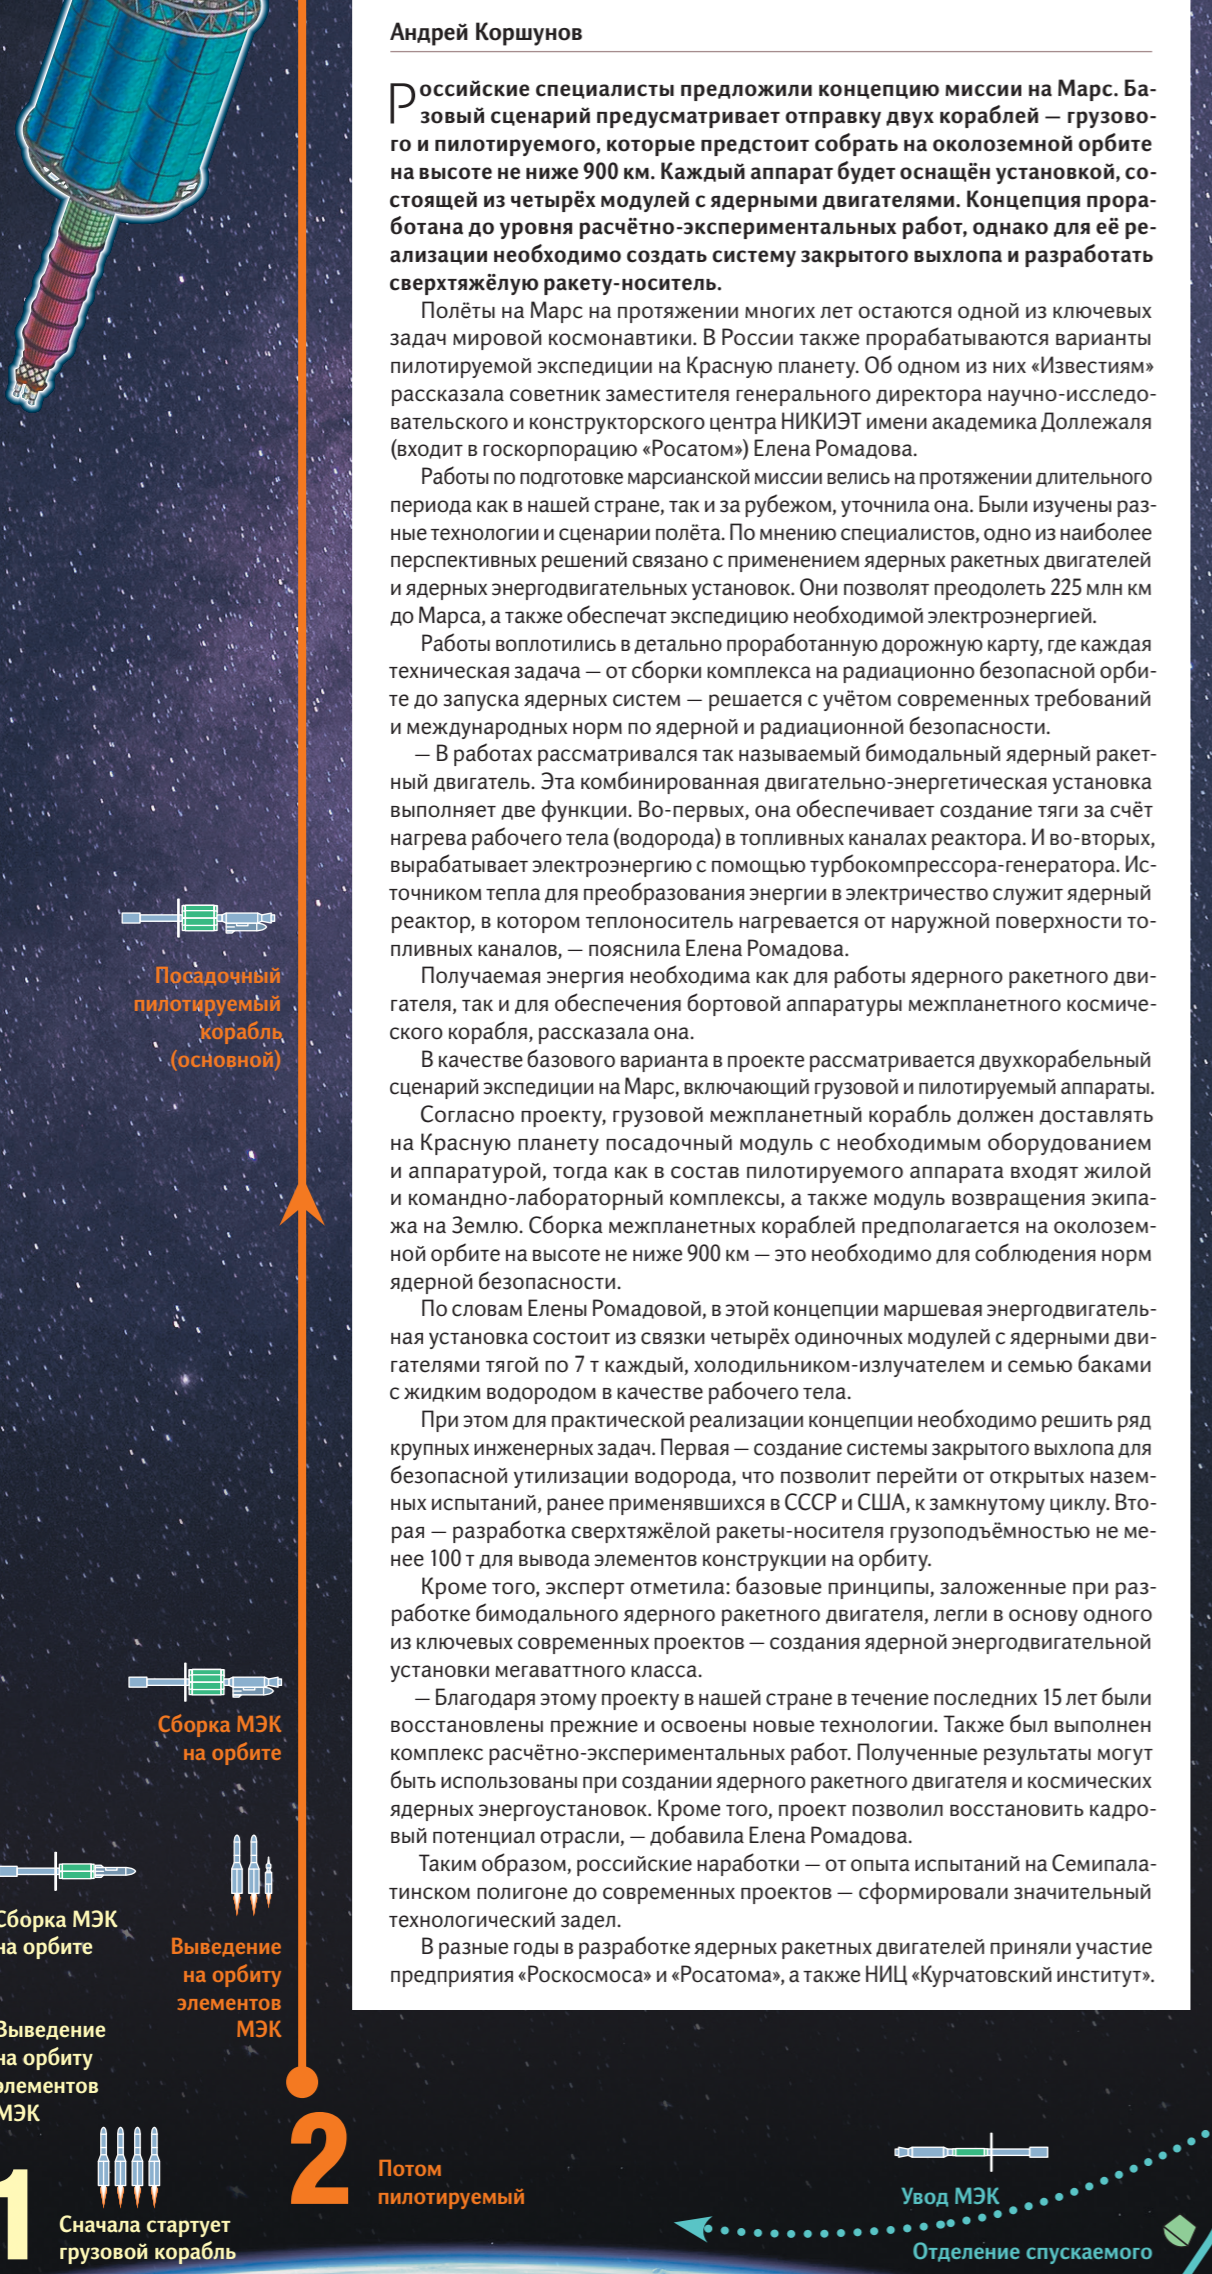 Андрей Коршунов
Российские специалисты предложили концепцию миссии на Марс. Ба-
зовый сценарий предусматривает отправку двух кораблей — грузово-
го и пилотируемого, которые предстоит собрать на околоземной орбите
на высоте не ниже 900 км. Каждый аппарат будет оснащён установкой, со-
стоящей из четырёх модулей с ядерными двигателями. Концепция прора-
ботана до уровня расчётно-экспериментальных работ, однако для её ре-
ализации необходимо создать систему закрытого выхлопа и разработать
сверхтяжёлую ракету-носитель.
Полёты на Марс на протяжении многих лет остаются одной из ключевых
задач мировой космонавтики. В России также прорабатываются варианты
пилотируемой экспедиции на Красную планету. Об одном из них «Известиям»
рассказала советник заместителя генерального директора научно-исследо-
вательского и конструкторского центра НИКИЭТ имени академика Доллежаля
(входит в госкорпорацию «Росатом») Елена Ромадова.
Работы по подготовке марсианской миссии велись на протяжении длительного
периода как в нашей стране, так и за рубежом, уточнила она. Были изучены раз-
ные технологии и сценарии полёта. По мнению специалистов, одно из наиболее
перспективных решений связано с применением ядерных ракетных двигателей
и ядерных энергодвигательных установок. Они позволят преодолеть 225 млн км
до Марса, а также обеспечат экспедицию необходимой электроэнергией.
Работы воплотились в детально проработанную дорожную карту, где каждая
техническая задача — от сборки комплекса на радиационно безопасной орби-
те до запуска ядерных систем — решается с учётом современных требований
и международных норм по ядерной и радиационной безопасности.
— В работах рассматривался так называемый бимодальный ядерный ракет-
ный двигатель. Эта комбинированная двигательно-энергетическая установка
выполняет две функции. Во-первых, она обеспечивает создание тяги за счёт
нагрева рабочего тела (водорода) в топливных каналах реактора. И во-вторых,
вырабатывает электроэнергию с помощью турбокомпрессора-генератора. Ис-
точником тепла для преобразования энергии в электричество служит ядерный
реактор, в котором теплоноситель нагревается от наружной поверхности то-
пливных каналов, — пояснила Елена Ромадова.
Получаемая энергия необходима как для работы ядерного ракетного дви-
гателя, так и для обеспечения бортовой аппаратуры межпланетного космиче-
ского корабля, рассказала она.
В качестве базового варианта в проекте рассматривается двухкорабельный
сценарий экспедиции на Марс, включающий грузовой и пилотируемый аппараты.
Согласно проекту, грузовой межпланетный корабль должен доставлять
на Красную планету посадочный модуль с необходимым оборудованием
и аппаратурой, тогда как в состав пилотируемого аппарата входят жилой
и командно-лабораторный комплексы, а также модуль возвращения экипа-
жа на Землю. Сборка межпланетных кораблей предполагается на околозем-
ной орбите на высоте не ниже 900 км — это необходимо для соблюдения норм
ядерной безопасности.
По словам Елены Ромадовой, в этой концепции маршевая энергодвигатель-
ная установка состоит из связки четырёх одиночных модулей с ядерными дви-
гателями тягой по 7 т каждый, холодильником-излучателем и семью баками
с жидким водородом в качестве рабочего тела.
При этом для практической реализации концепции необходимо решить ряд
крупных инженерных задач. Первая — создание системы закрытого выхлопа для
безопасной утилизации водорода, что позволит перейти от открытых назем-
ных испытаний, ранее применявшихся в СССР и США, к замкнутому циклу. Вто-
рая — разработка сверхтяжёлой ракеты-носителя грузоподъёмностью не ме-
нее 100 т для вывода элементов конструкции на орбиту.
Кроме того, эксперт отметила: базовые принципы, заложенные при раз-
работке бимодального ядерного ракетного двигателя, легли в основу одного
из ключевых современных проектов — создания ядерной энергодвигательной
установки мегаваттного класса.
— Благодаря этому проекту в нашей стране в течение последних 15 лет были
восстановлены прежние и освоены новые технологии. Также был выполнен
комплекс расчётно-экспериментальных работ. Полученные результаты могут
быть использованы при создании ядерного ракетного двигателя и космических
ядерных энергоустановок. Кроме того, проект позволил восстановить кадро-
вый потенциал отрасли, — добавила Елена Ромадова.
Таким образом, российские наработки — от опыта испытаний на Семипала-
тинском полигоне до современных проектов — сформировали значительный
технологический задел.
В разные годы в разработке ядерных ракетных двигателей приняли участие
предприятия «Роскосмоса» и «Росатома», а также НИЦ «Курчатовский институт».
Посадочный
пилотируемый
корабль
(основной)
Сборка МЭК
на орбите
Сборка МЭК
на орбите
Выведение
на орбиту
элементов
МЭК
Выведение
на орбиту
элементов
МЭК
1
Сначала стартует
грузовой корабль
2
Потом
пилотируемый
Увод МЭК
Отделение спускаемого